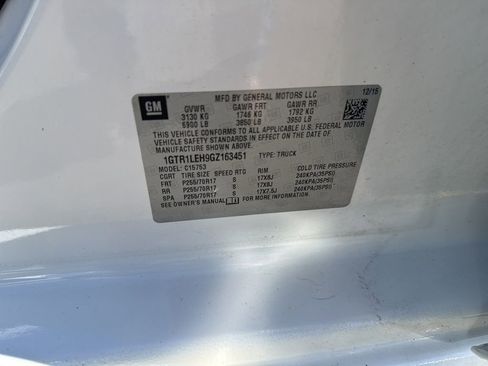 GM
MFD BY GENERAL MOTORS LLC
12/15
GVWR GAWR FRT GAWR RR
3130 KG 1746 KG 1792 KG
6900 LB 3850 LB 3950 LB
THIS VEHICLE CONFORMS TO ALL APPLICABLE U.S. FEDERAL MOTOR
VEHICLE SAFETY STANDARDS IN EFFECT ON THE DATE OF
MANUFACTURE SHOWN ABOVE.
1GTR1LEH9GZ163451 TYPE: TRUCK
MODEL: C15753
CGRT TIRE SIZE SPEED RTG RIM COLD TIRE PRESSURE
FRT P255/70R17 S 17X8J 240KPA(35PSI)
RR P255/70R17 S 17X8J 240KPA(35PSI)
SPA P255/70R17 S 17X7.5J 240KPA(35PSI)
SEE OWNER'S MANUAL FOR MORE INFORMATION.